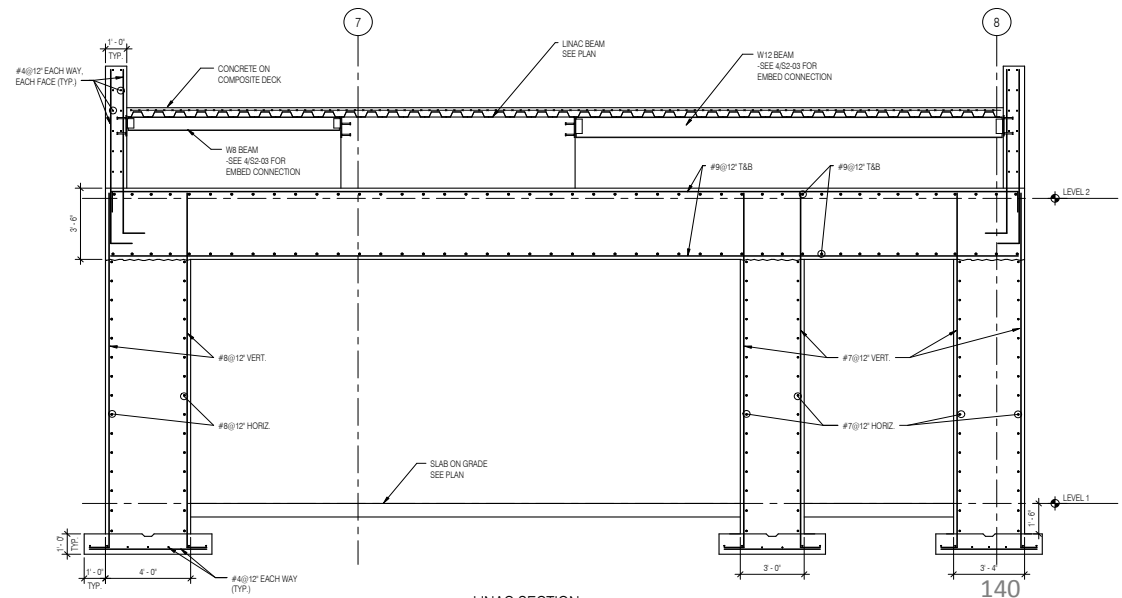 7
8
1' - 0"
TYP.
#4@12" EACH WAY,
EACH FACE (TYP.)
CONCRETE ON
COMPOSITE DECK
LINAC BEAM
SEE PLAN
W12 BEAM
-SEE 4/S2-03 FOR
EMBED CONNECTION
W8 BEAM
-SEE 4/S2-03 FOR
EMBED CONNECTION
#9@12" T&B
#9@12" T&B
LEVEL 2
3' - 6"
#8@12" VERT.
#7@12" VERT.
#8@12" HORIZ.
#7@12" HORIZ.
SLAB ON GRADE
SEE PLAN
LEVEL 1
1' - 6"
1' - 0"
TYP.
1' - 0"
TYP.
4' - 0"
#4@12" EACH WAY
(TYP.)
3' - 0"
3' - 4"
140
LINAC SECTION